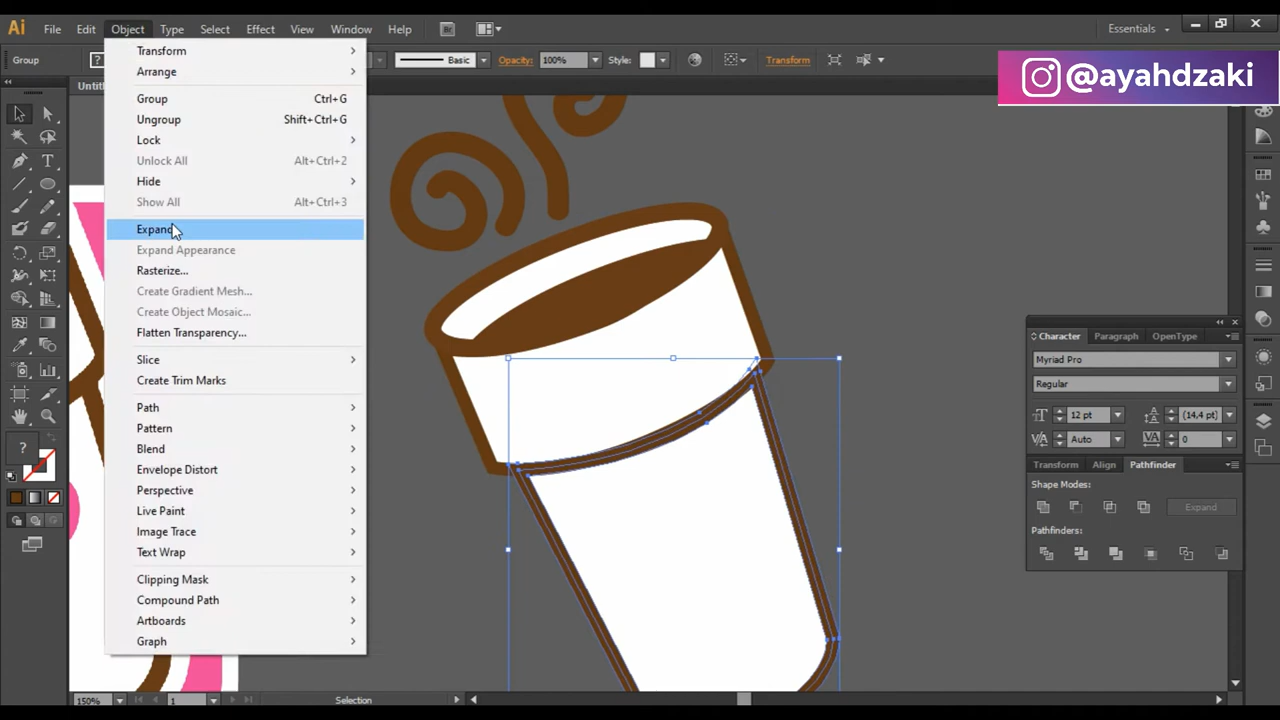 Ai File Edit Object Type Select Effect View Window Help Essentials
Group ? Basic Opacity: 100% Style: Transform
@ayahdzaki
Transform
Arrange
Group Ctrl+G
Ungroup Shift+Ctrl+G
Lock
Unlock All Alt+Ctrl+2
Hide
Show All Alt+Ctrl+3
Expand
Expand Appearance
Rasterize...
Create Gradient Mesh...
Create Object Mosaic...
Flatten Transparency...
Slice
Create Trim Marks
Path
Pattern
Blend
Envelope Distort
Perspective
Live Paint
Image Trace
Text Wrap
Clipping Mask
Compound Path
Artboards
Graph
?
Character Paragraph OpenType
Myriad Pro
Regular
12 pt (14,4 pt)
Auto 0
Transform Align Pathfinder
Shape Modes:
Expand
Pathfinders:
150% 1 Selection